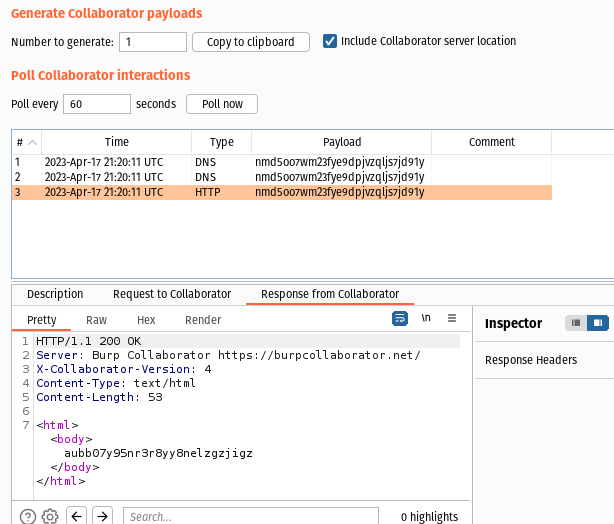 Generate Collaborator payloads
Number to generate: 1 Copy to clipboard Include Collaborator server location
Poll Collaborator interactions
Poll every 60 seconds Poll now
# Time Type Payload Comment
1 2023-Apr-17 21:20:11 UTC DNS nmd5oo7wm23fye9dpjvzqljs7jd91y
2 2023-Apr-17 21:20:11 UTC DNS nmd5oo7wm23fye9dpjvzqljs7jd91y
3 2023-Apr-17 21:20:11 UTC HTTP nmd5oo7wm23fye9dpjvzqljs7jd91y
Description Request to Collaborator Response from Collaborator
Pretty Raw Hex Render \n
Inspector
Response Headers
1 HTTP/1.1 200 OK
2 Server: Burp Collaborator https://burpcollaborator.net/
3 X-Collaborator-Version: 4
4 Content-Type: text/html
5 Content-Length: 53
6
7 <html>
<body>
aubb07y95nr3r8yy8nelzgzjigz
</body>
</html>
Search... 0 highlights